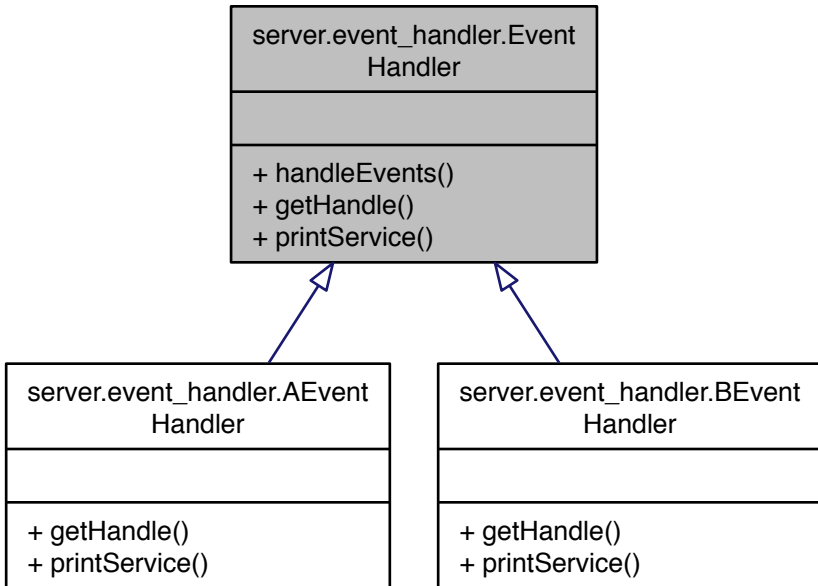 server.event_handler.Event
Handler
+ handleEvents()
+ getHandle()
+ printService()
server.event_handler.AEvent
Handler
+ getHandle()
+ printService()
server.event_handler.BEvent
Handler
+ getHandle()
+ printService()